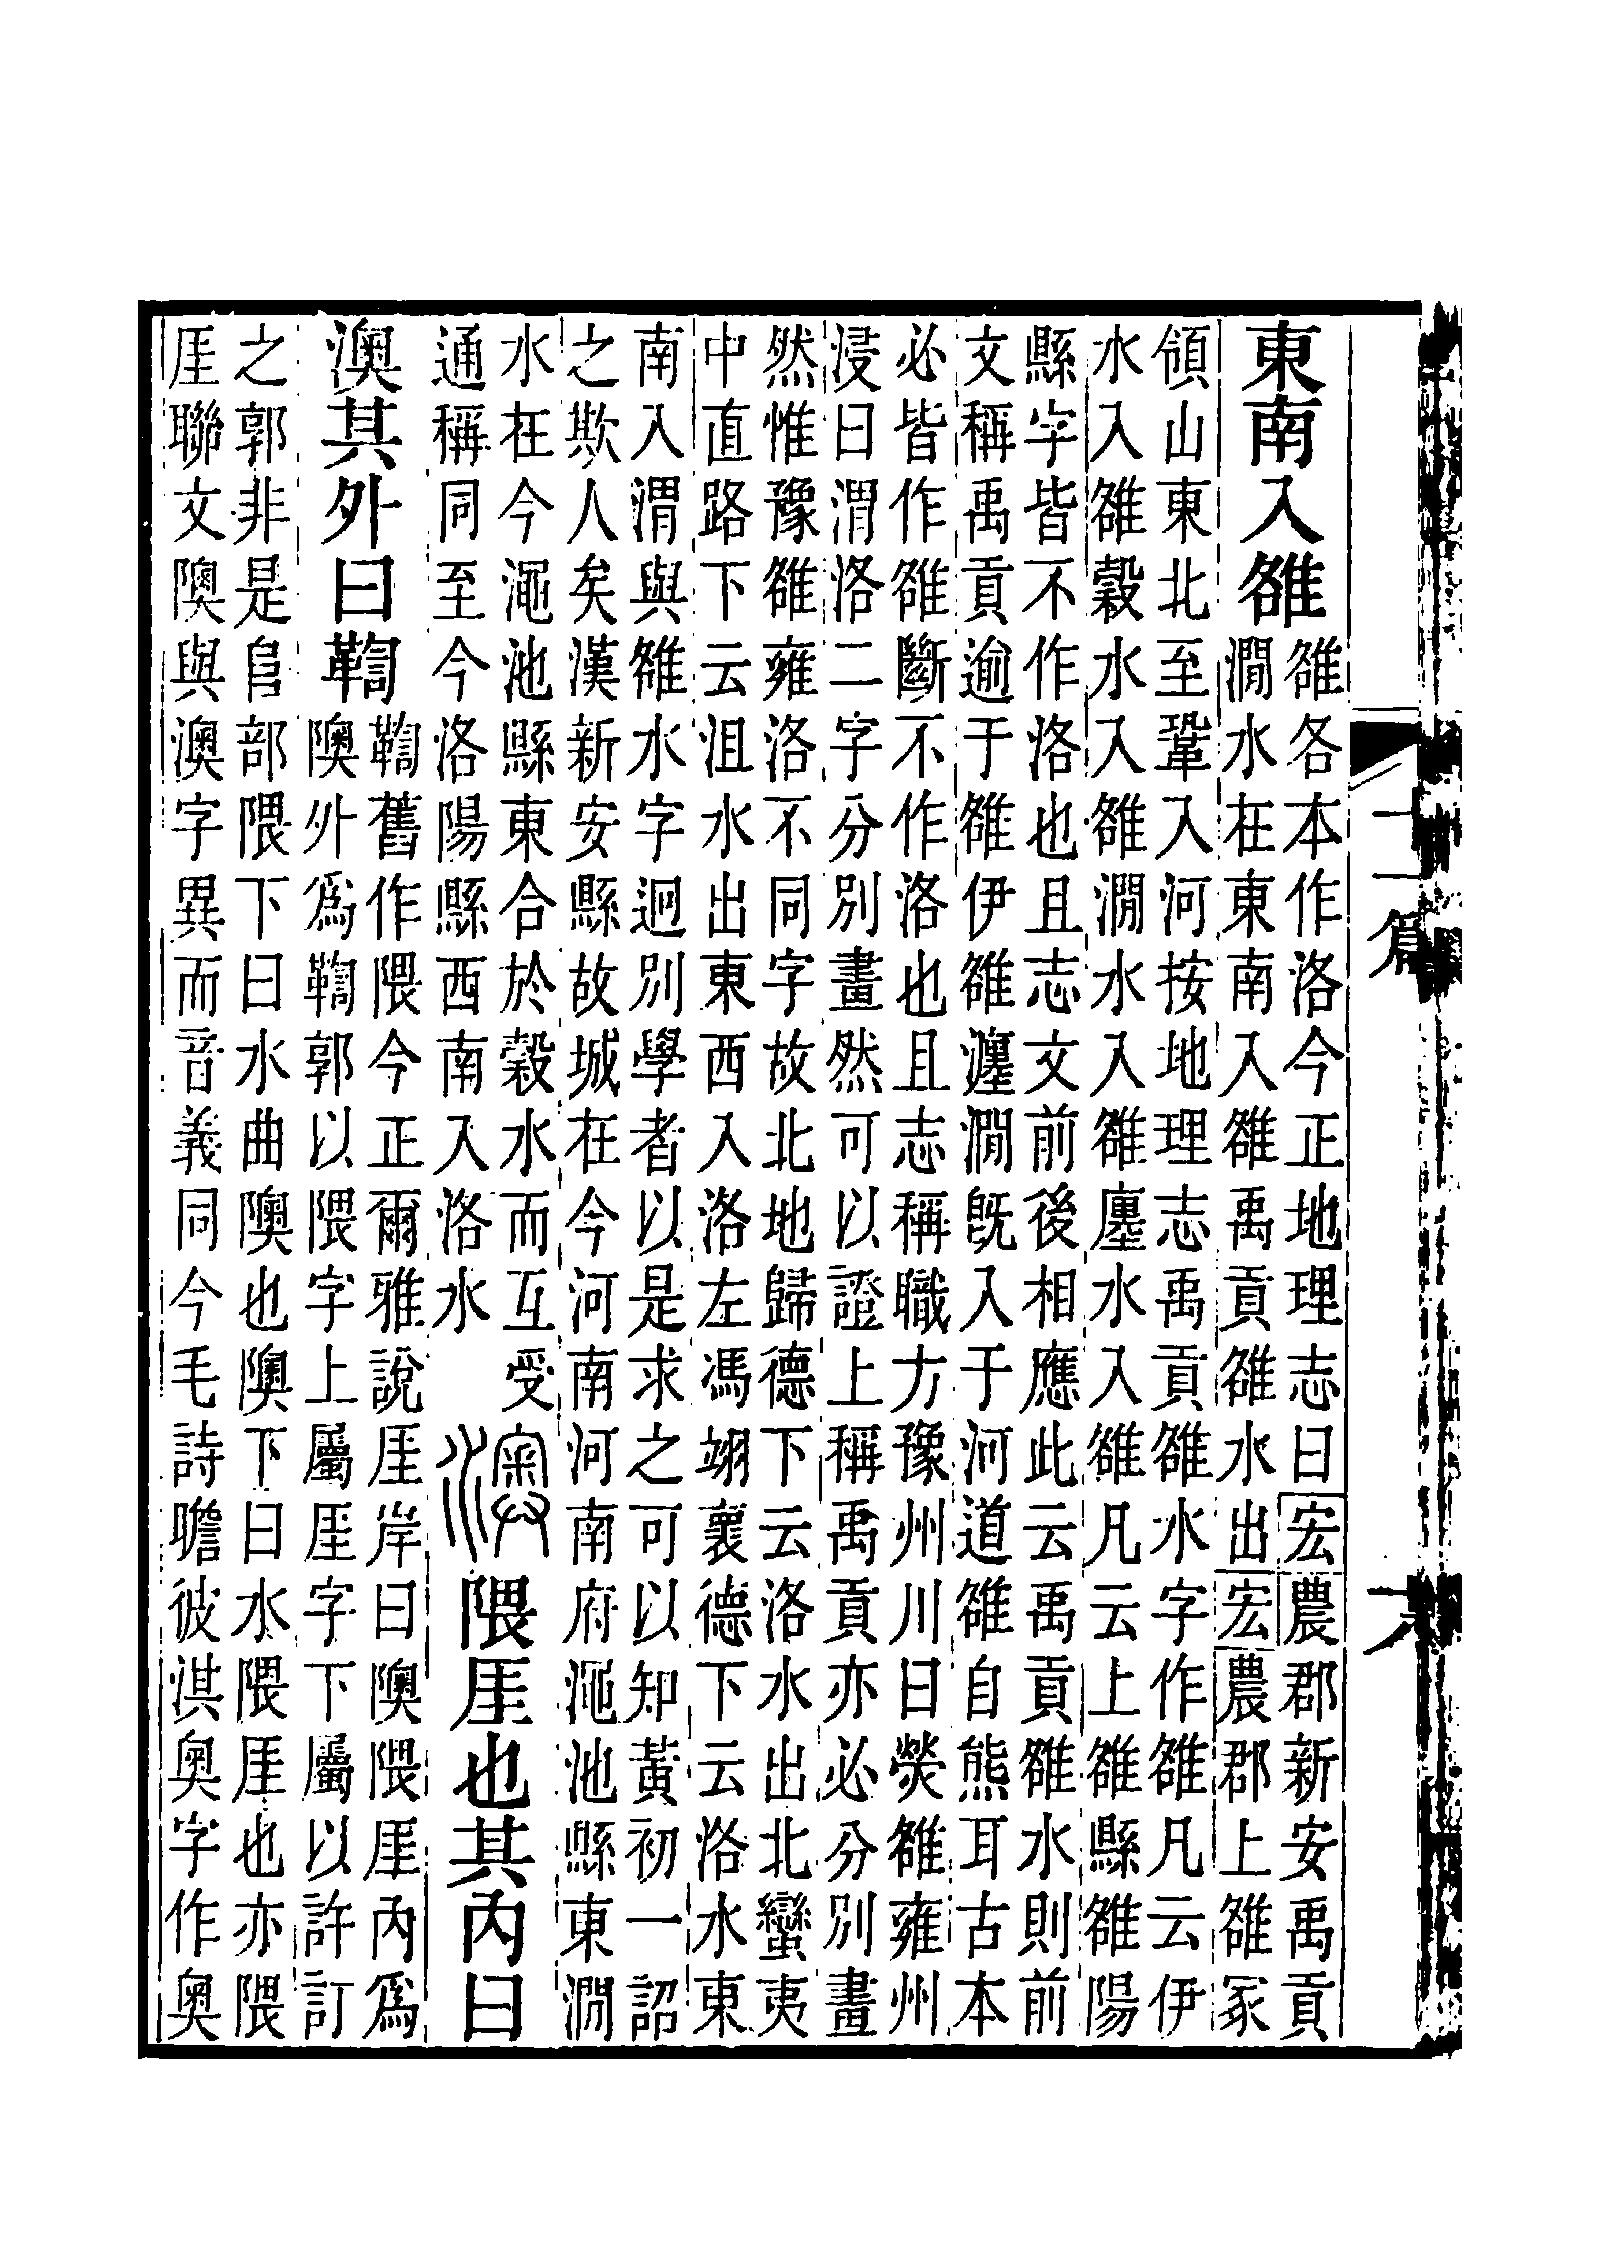 十一篇
東南入雒
雒各本作洛今正地理志曰宏農郡新安禹貢
澗水在東南入雒禹貢雒水出宏農郡上雒冢
領山東北至鞏入河按地理志禹貢雒水字作雒凡云伊
水入雒穀水入雒澗水入雒廛水入雒凡云上雒縣雒陽
縣字皆不作洛也且志文前後相應此云禹貢雒水則前
文稱禹貢逾于雒伊雒瀍澗旣入于河道雒自熊耳古本
必皆作雒斷不作洛也且志稱職方豫州川曰熒雒雍州
浸曰渭洛二字分別畫然可以證上稱禹貢亦必分別畫
然惟豫雒雍洛不同字故北地歸德下云洛水出北蠻夷
中直路下云沮水出東西入洛左馮翊襄德下云洛水東
南入渭與雒水字迥別學者以是求之可以知黃初一詔
之欺人矣漢新安縣故城在今河南河南府澠池縣東澗
水在今澠池縣東合於穀水而互受
通稱同至今洛陽縣西南入洛水
澳隈厓也其內曰
澳其外曰鞫
鞫舊作隈今正爾雅說厓岸曰隩隈厓內爲
隩外爲鞫郭以隈字上屬厓字下屬以許訂
之郭非是𨸏部隈下曰水曲隩也隩下曰水隈厓也亦隈
厓聯文隩與澳字異而音義同今毛詩瞻彼淇奥字作奥